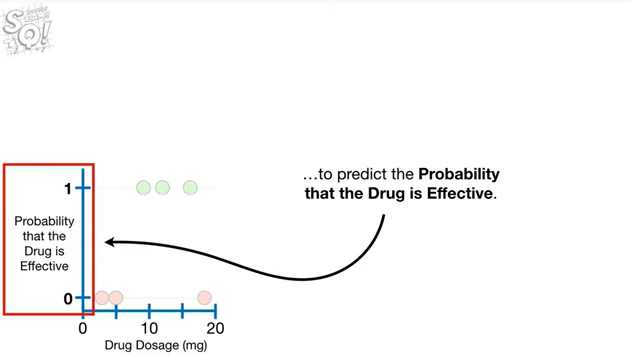 SQ!
…to predict the Probability
that the Drug is Effective.
1
Probability
that the
Drug is
Effective
0
0 10 20
Drug Dosage (mg)